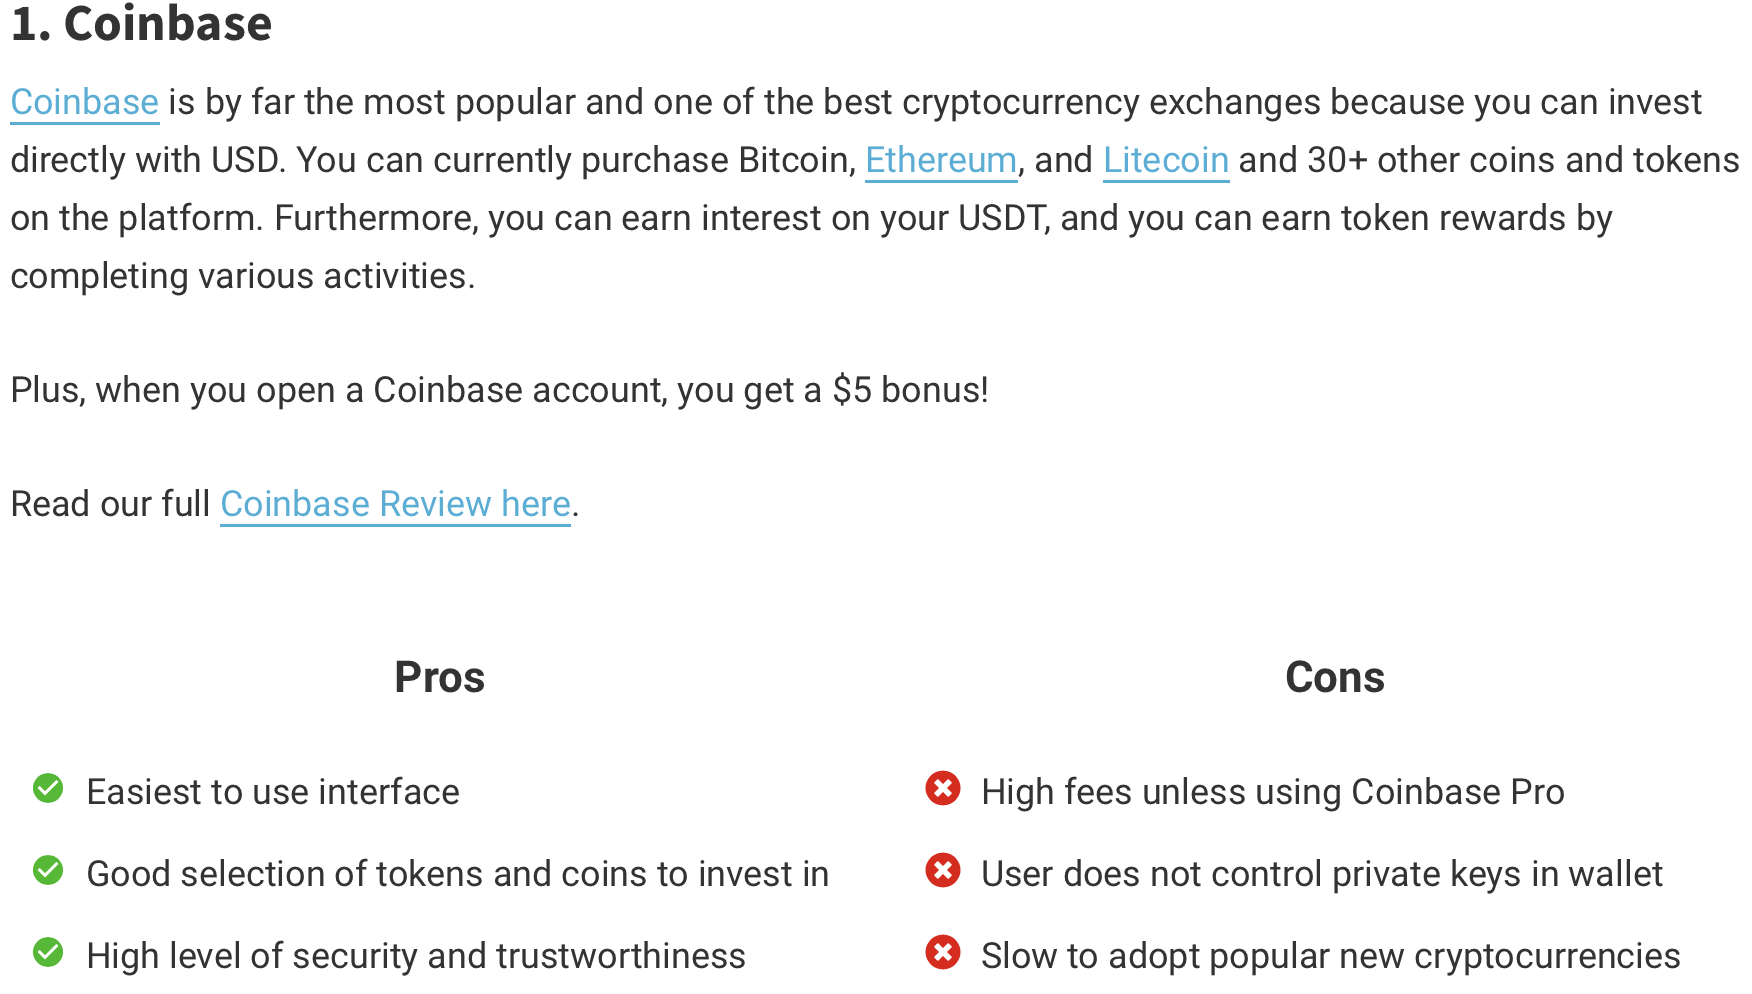 1. Coinbase
Coinbase is by far the most popular and one of the best cryptocurrency exchanges because you can invest
directly with USD. You can currently purchase Bitcoin, Ethereum, and Litecoin and 30+ other coins and tokens
on the platform. Furthermore, you can earn interest on your USDT, and you can earn token rewards by
completing various activities.
Plus, when you open a Coinbase account, you get a $5 bonus!
Read our full Coinbase Review here.
Pros
Easiest to use interface
Good selection of tokens and coins to invest in
High level of security and trustworthiness
Cons
High fees unless using Coinbase Pro
User does not control private keys in wallet
Slow to adopt popular new cryptocurrencies